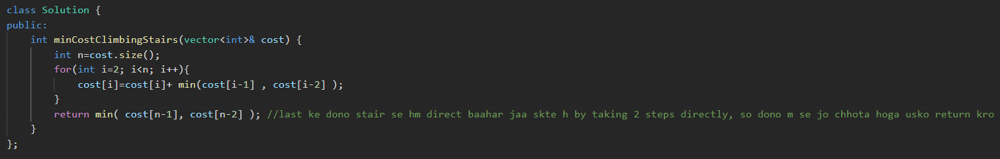 class Solution {
public:
    int minCostClimbingStairs(vector<int>& cost) {
        int n=cost.size();
        for(int i=2; i<n; i++){
            cost[i]=cost[i]+ min(cost[i-1] , cost[i-2] );
        }
        return min( cost[n-1], cost[n-2] ); //last ke dono stair se hm direct baahar jaa skte h by taking 2 steps directly, so dono m se jo chhota hoga usko return kro
    }
};